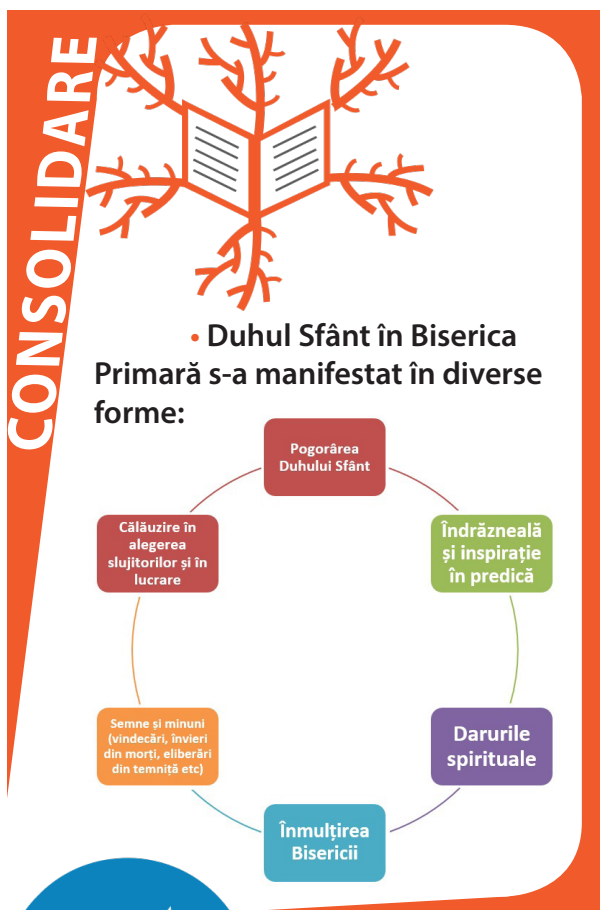 CONSOLIDARE
• Duhul Sfânt în Biserica
Primară s-a manifestat în diverse
forme:
Pogorârea
Duhului Sfânt
Îndrăzneală
și inspirație
în predică
Darurile
spirituale
Înmulțirea
Bisericii
Semne și minuni
(vindecări, învieri
din morți, eliberări
din temniță etc)
Călăuzire în
alegerea
slujitorilor și în
lucrare